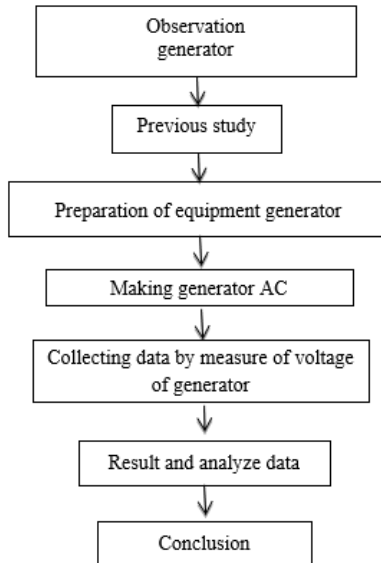 Observation
generator
Previous study
Preparation of equipment generator
Making generator AC
Collecting data by measure of voltage
of generator
Result and analyze data
Conclusion